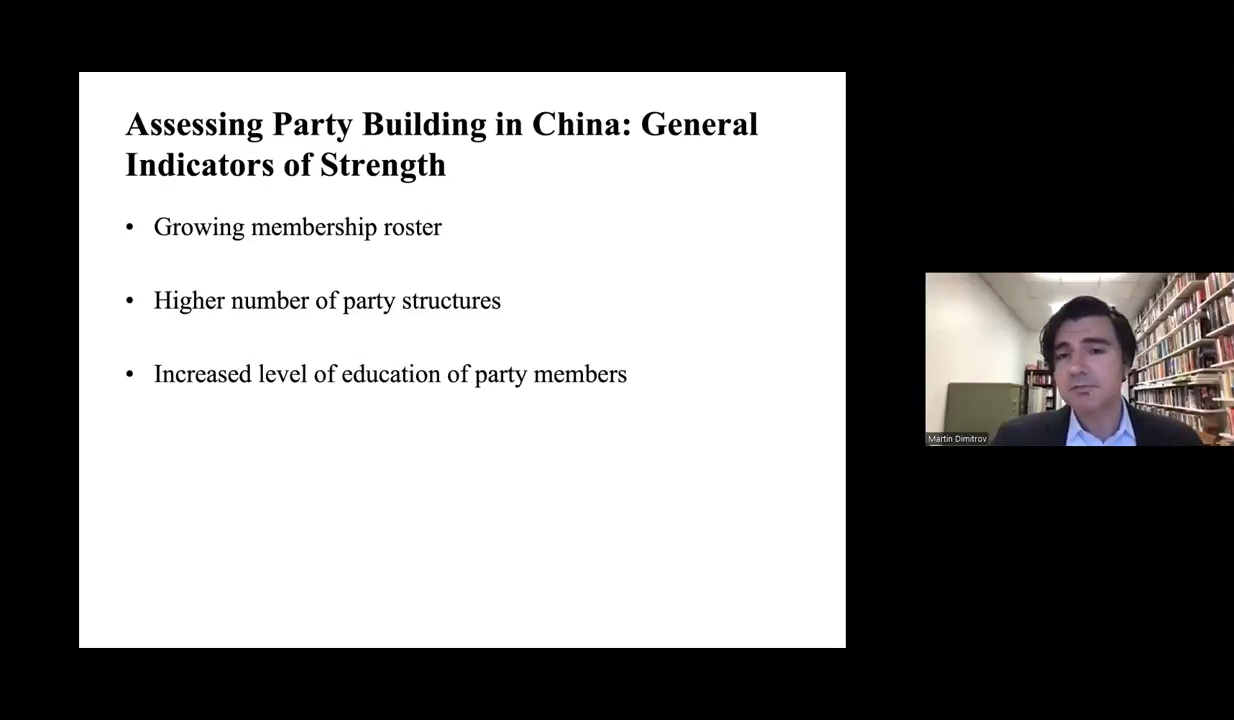 Assessing Party Building in China: General
Indicators of Strength
• Growing membership roster
• Higher number of party structures
• Increased level of education of party members
Martin Dimitrov